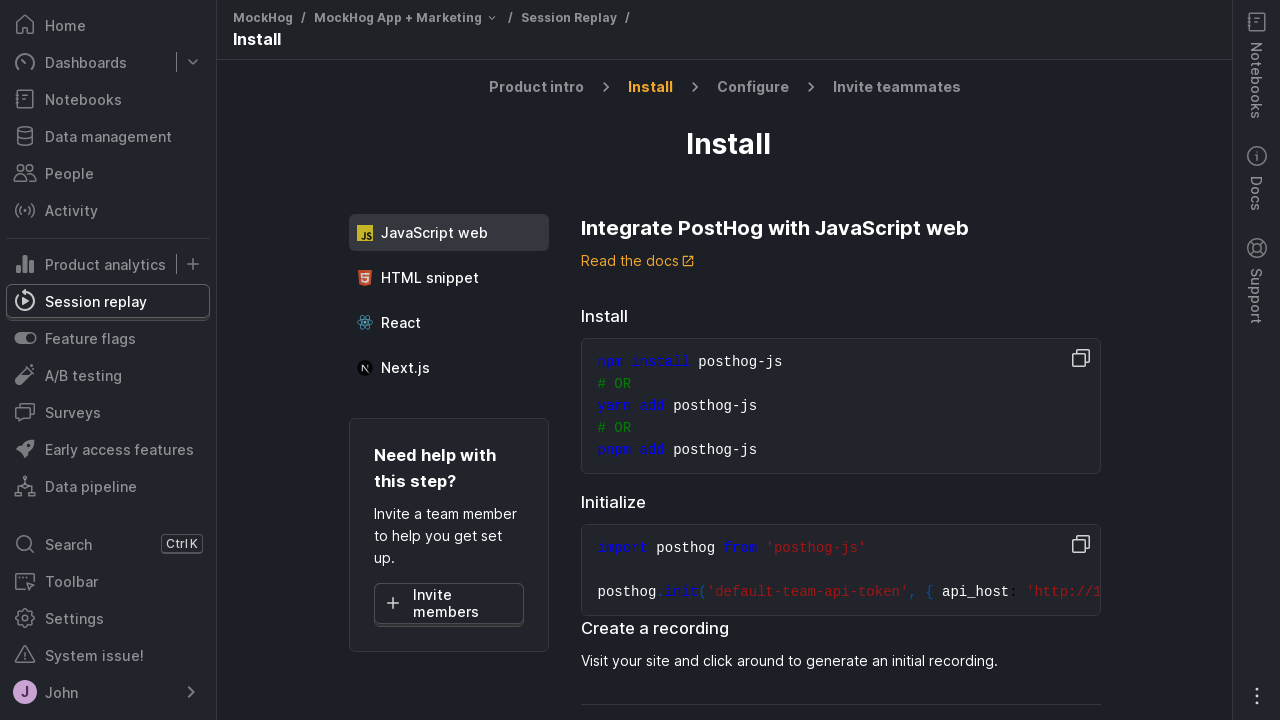 Home
Dashboards
Notebooks
Data management
People
Activity
Product analytics
Session replay
Feature flags
A/B testing
Surveys
Early access features
Data pipeline
Search
Ctrl K
Toolbar
Settings
System issue!
J
John
MockHog / MockHog App + Marketing / Session Replay /
Install
Product intro
Install
Configure
Invite teammates
Install
JS
JavaScript web
HTML snippet
React
N
Next.js
Need help with
this step?
Invite a team member
to help you get set
up.
Invite
members
Integrate PostHog with JavaScript web
Read the docs
Install
npm install posthog-js
# OR
yarn add posthog-js
# OR
pnpm add posthog-js
Initialize
import posthog from 'posthog-js'
posthog.init('default-team-api-token', { api_host: 'http://1
Create a recording
Visit your site and click around to generate an initial recording.
Notebooks
Docs
Support